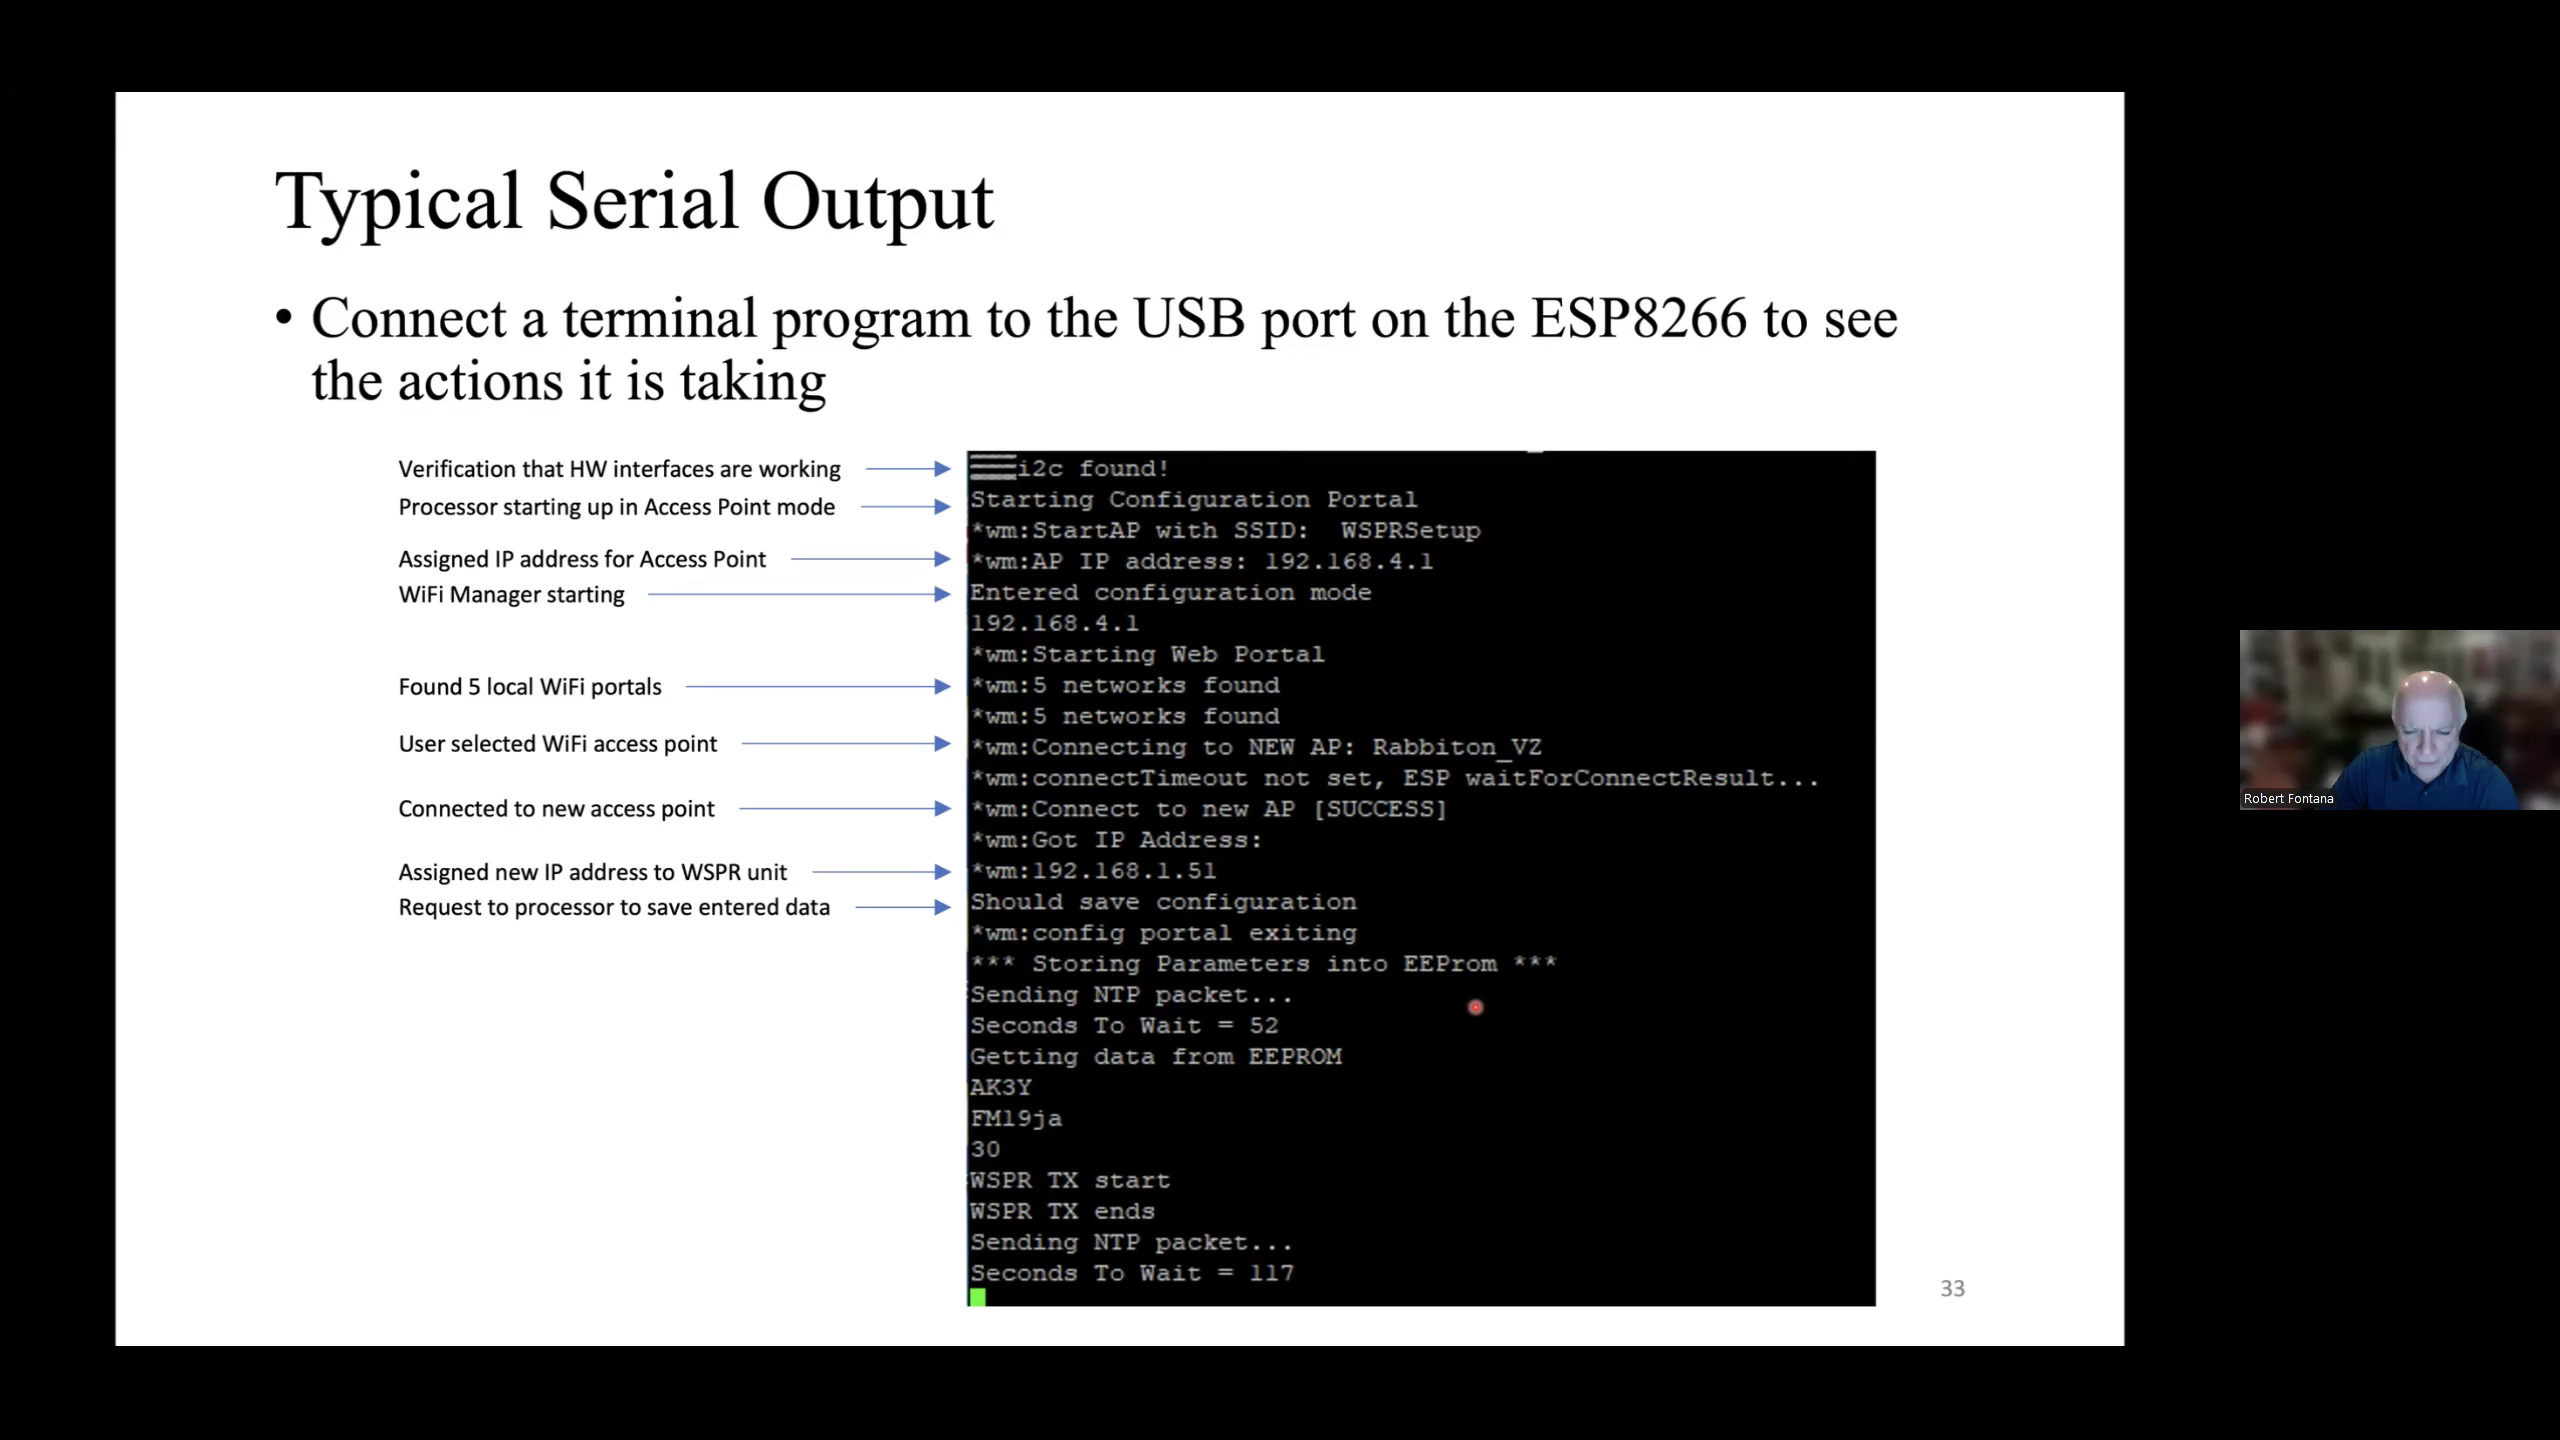 Typical Serial Output
• Connect a terminal program to the USB port on the ESP8266 to see
the actions it is taking
Verification that HW interfaces are working
Processor starting up in Access Point mode
Assigned IP address for Access Point
WiFi Manager starting
Found 5 local WiFi portals
User selected WiFi access point
Connected to new access point
Assigned new IP address to WSPR unit
Request to processor to save entered data
i2c found!
Starting Configuration Portal
*wm:StartAP with SSID:  WSPRSetup
*wm:AP IP address: 192.168.4.1
Entered configuration mode
192.168.4.1
*wm:Starting Web Portal
*wm:5 networks found
*wm:5 networks found
*wm:Connecting to NEW AP: Rabbiton_VZ
*wm:connectTimeout not set, ESP waitForConnectResult...
*wm:Connect to new AP [SUCCESS]
*wm:Got IP Address:
*wm:192.168.1.51
Should save configuration
*wm:config portal exiting
*** Storing Parameters into EEProm ***
Sending NTP packet...
Seconds To Wait = 52
Getting data from EEPROM
AK3Y
FM19ja
30
WSPR TX start
WSPR TX ends
Sending NTP packet...
Seconds To Wait = 117
33
Robert Fontana